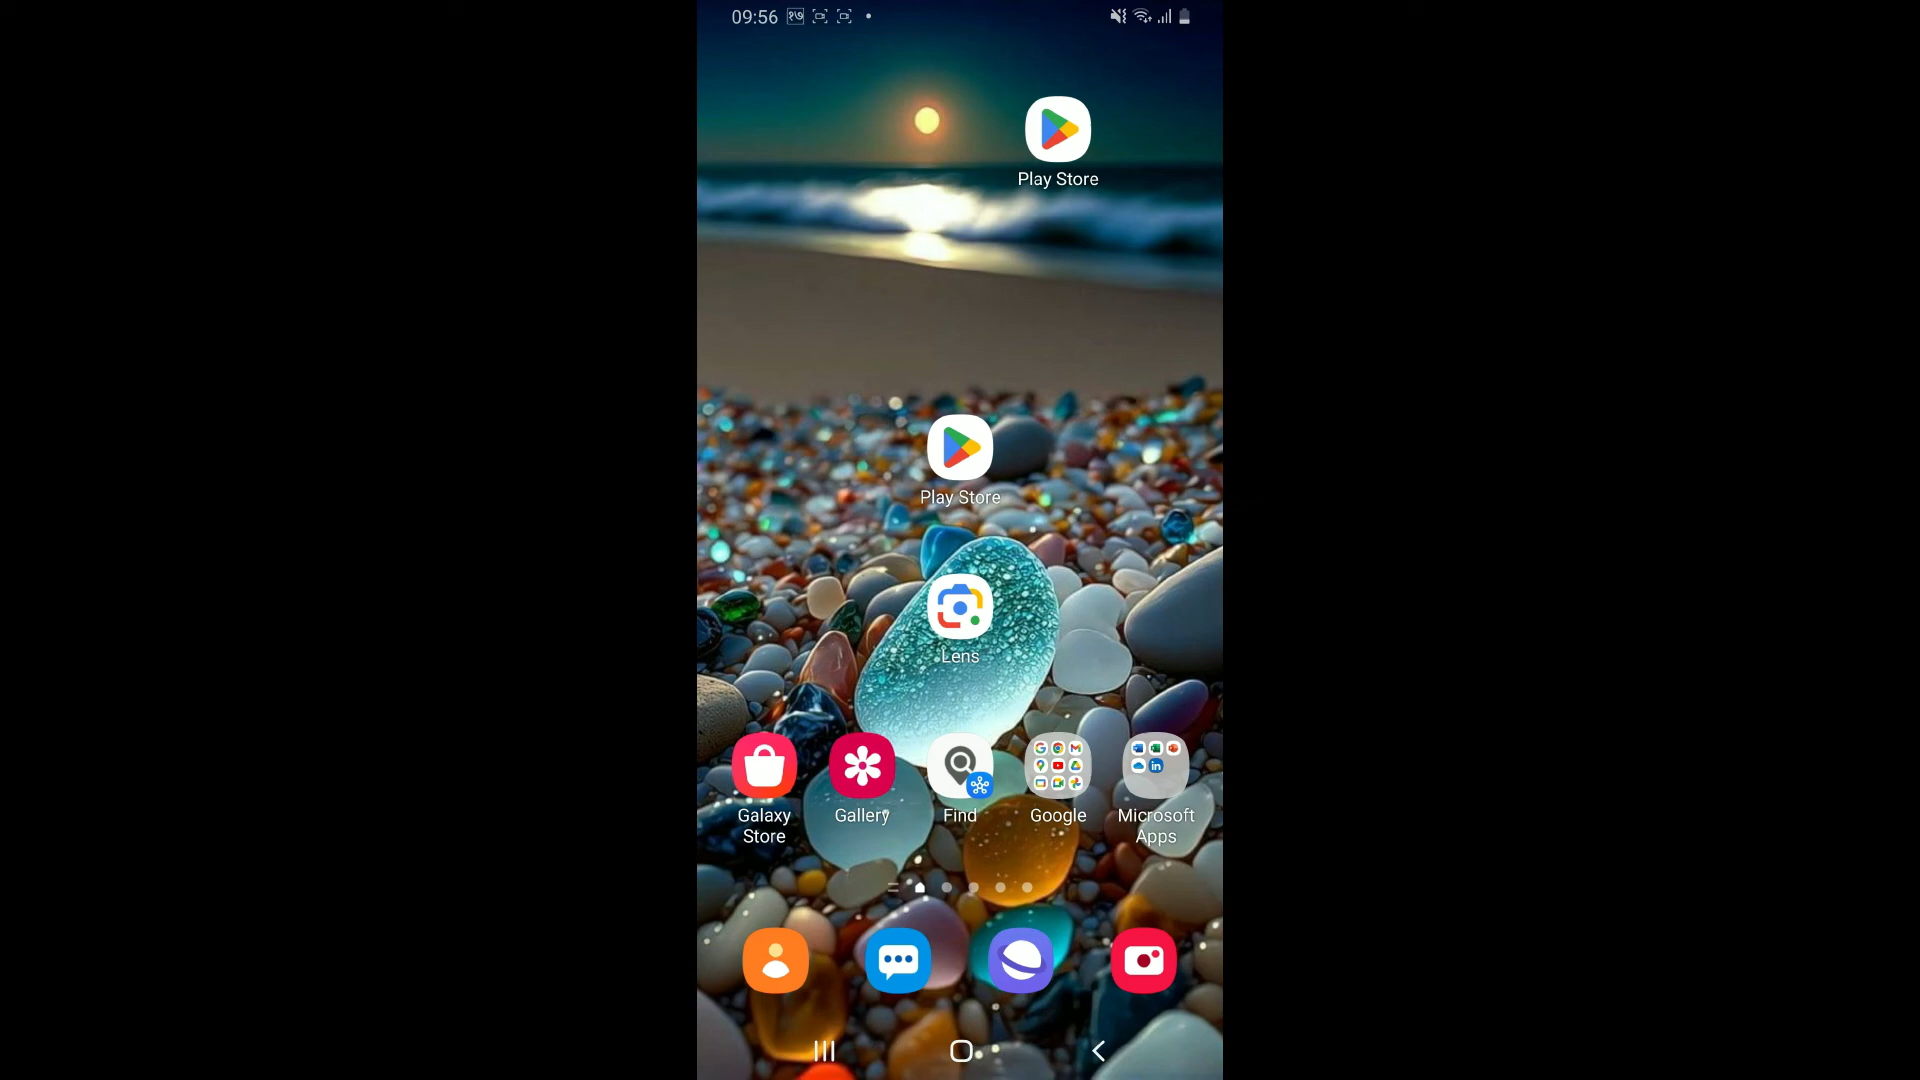 09:56
Play Store
Play Store
Lens
Galaxy Store
Gallery
Find
Google
Microsoft Apps